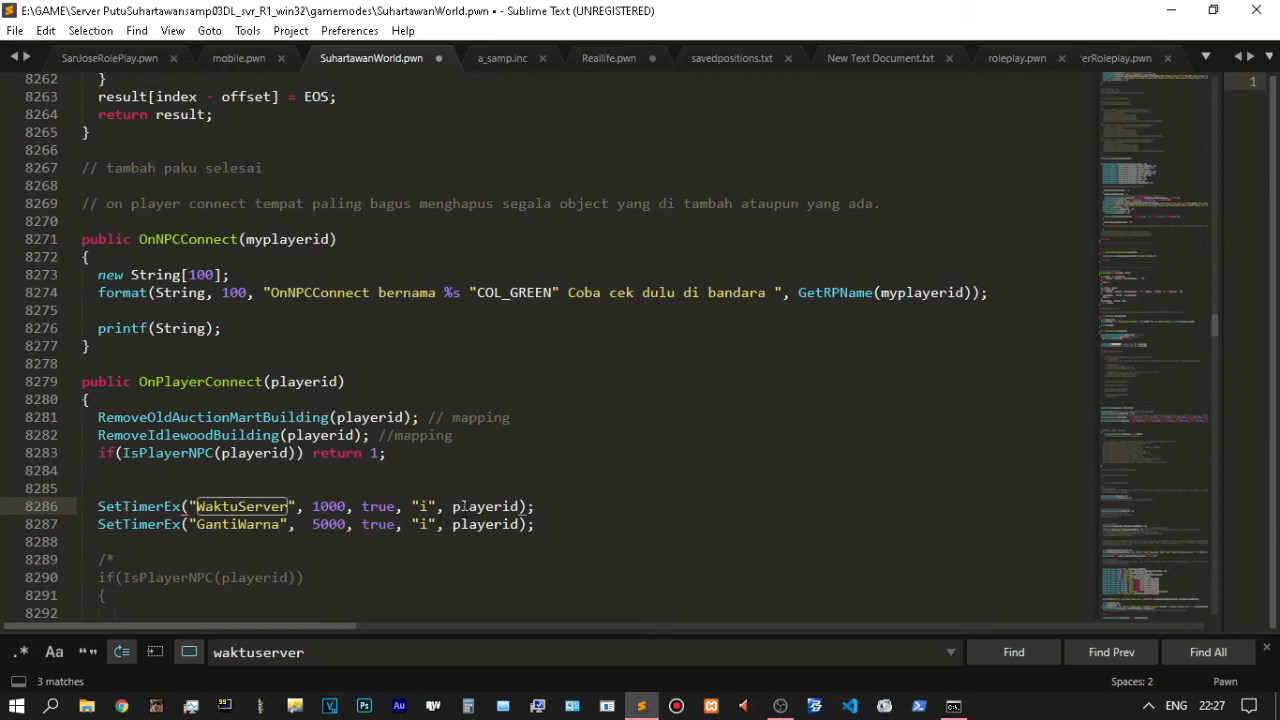 E:\GAME\Server PutuSuhartawansamp03DL_svr_R1_win32\gamemodes\SuhartawanWorld.pwn • - Sublime Text (UNREGISTERED)
File Edit Selection Find View Goto Tools Project Preferences Help
SanJoseRolePlay.pwn mobile.pwn SuhartawanWorld.pwn a_samp.inc Reallife.pwn savedpositions.txt New Text Document.txt roleplay.pwn erRoleplay.pwn
8262 }
8263 result[index - offset] = EOS;
8264 return result;
8265 }
8266
8267 // tambah paku selesai
8268
8269 // on player connect tempat paling bagus menghapus segala object yang di tambah ataupun yang ada.
8270
8271 public OnNPCConnect(myplayerid)
8272 {
8273 new String[100];
8274 format(String, 100, "OnNPCConnect bernama %s "COL_GREEN" Coba cek dulu di bandara ", GetRPName(myplayerid));
8275
8276 printf(String);
8277 }
8278
8279 public OnPlayerConnect(playerid)
8280 {
8281 RemoveOldAuctionMartBuilding(playerid); // mapping
8282 RemoveIdlewoodBuilding(playerid); //mapping
8283 if(IsPlayerNPC(playerid)) return 1;
8284
8285
8286 SetTimerEx("WaktuServer", 1000, true, "i", playerid);
8287 SetTimerEx("GantiWarna", 5000, true, "i", playerid);
8288
8289 /*
8290 if(IsPlayerNPC(playerid))
8291 {
8292
1
.* Aa “” waktuserver Find Find Prev Find All
3 matches Spaces: 2 Pawn
ENG 22:27